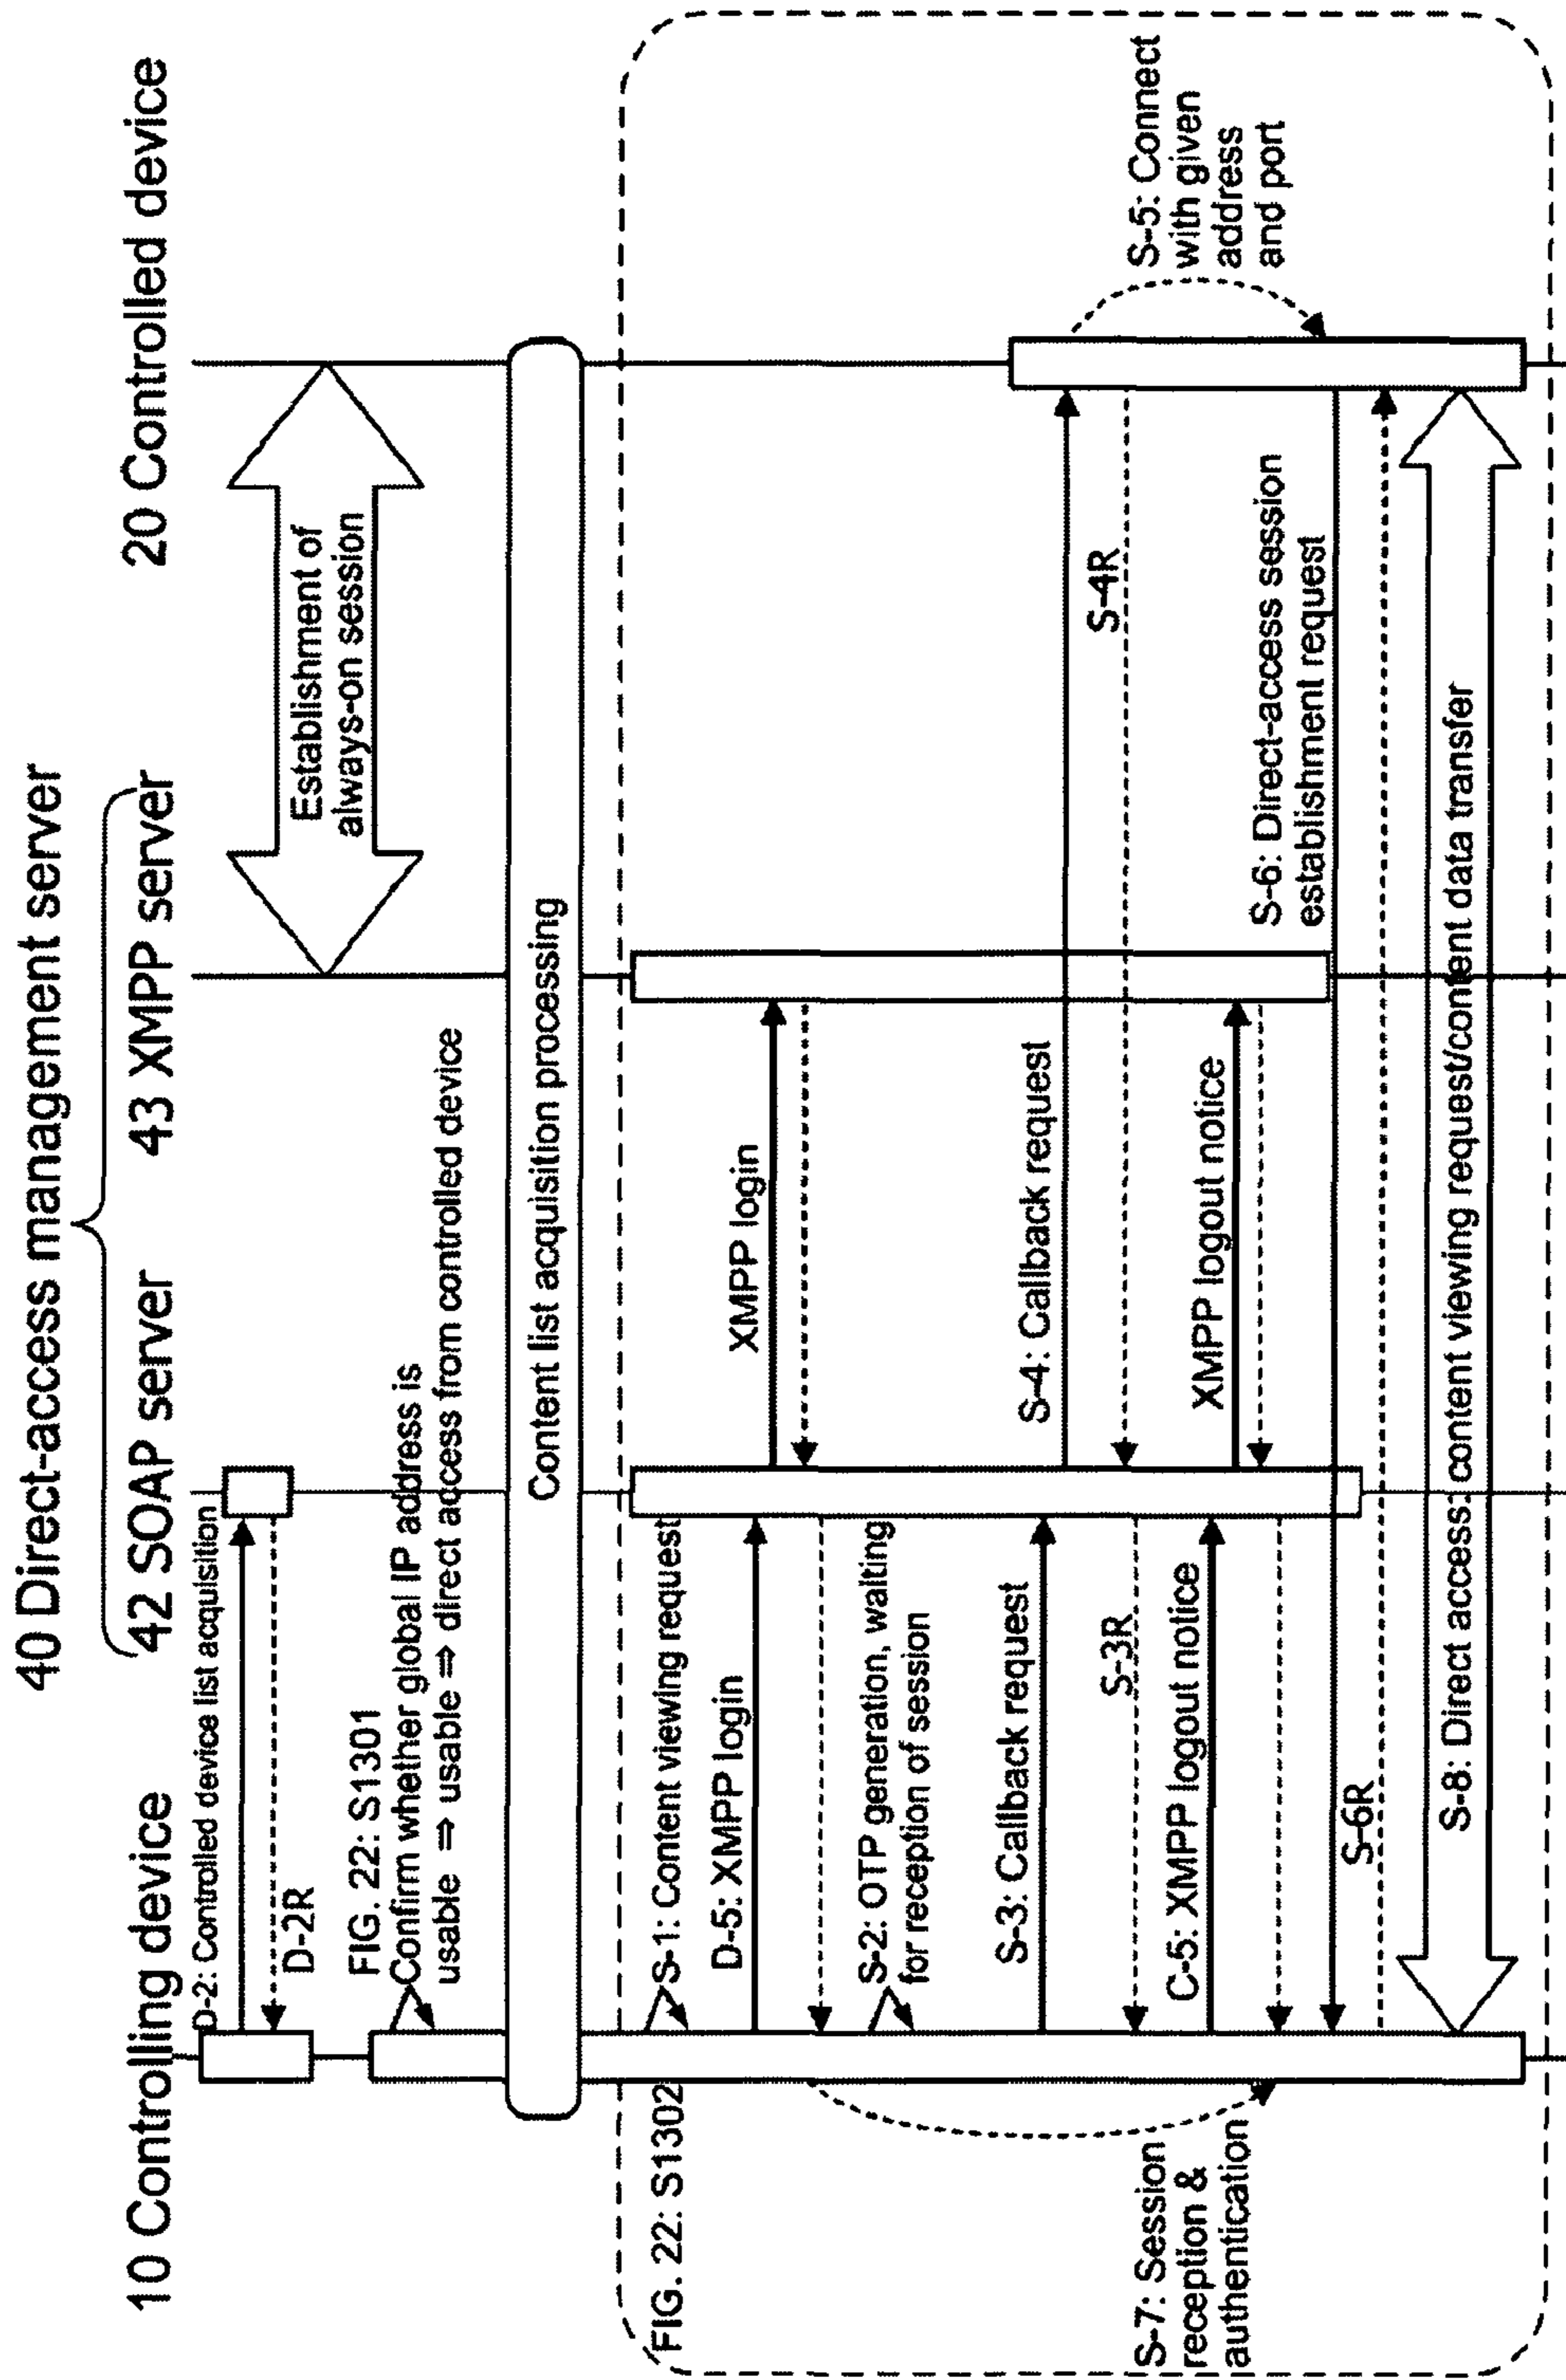 40 Direct-access management server
10 Controlling device
42 SOAP server
43 XMPP server
20 Controlled device
D-2: Controlled device list acquisition
D-2R
Establishment of
always-on session
FIG. 22: S1301
Confirm whether global IP address is
usable ⇒ usable ⇒ direct access from controlled device
Content list acquisition processing
FIG. 22: S1302
S-1: Content viewing request
D-5: XMPP login
XMPP login
S-2: OTP generation, waiting
for reception of session
S-3: Callback request
S-4: Callback request
S-4R
S-3R
S-5: Connect
with given
address
and port
C-5: XMPP logout notice
XMPP logout notice
S-6: Direct-access session
establishment request
S-7: Session
reception &
authentication
S-6R
S-8: Direct access: content viewing request/content data transfer